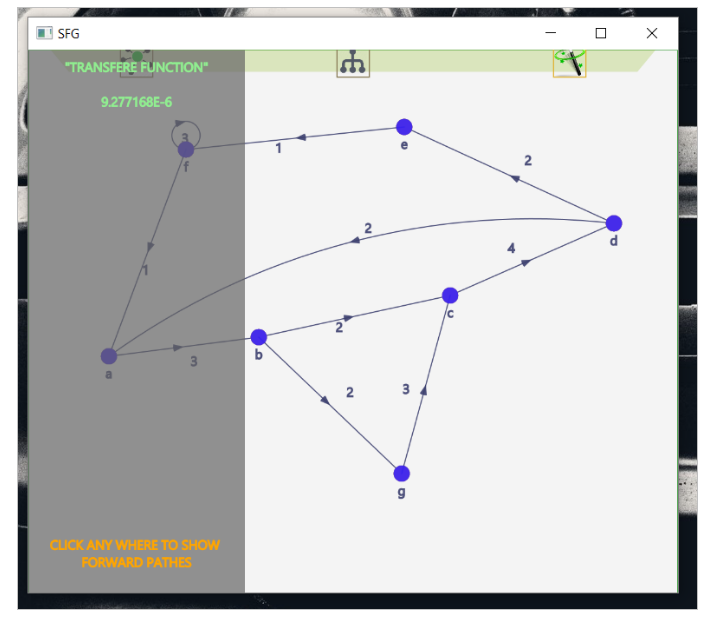 SFG
"TRANSFERE FUNCTION"
9.277168E-6
3
f
1
e
2
d
2
4
1
c
2
b
a
3
2
3
g
CLICK ANY WHERE TO SHOW
FORWARD PATHES